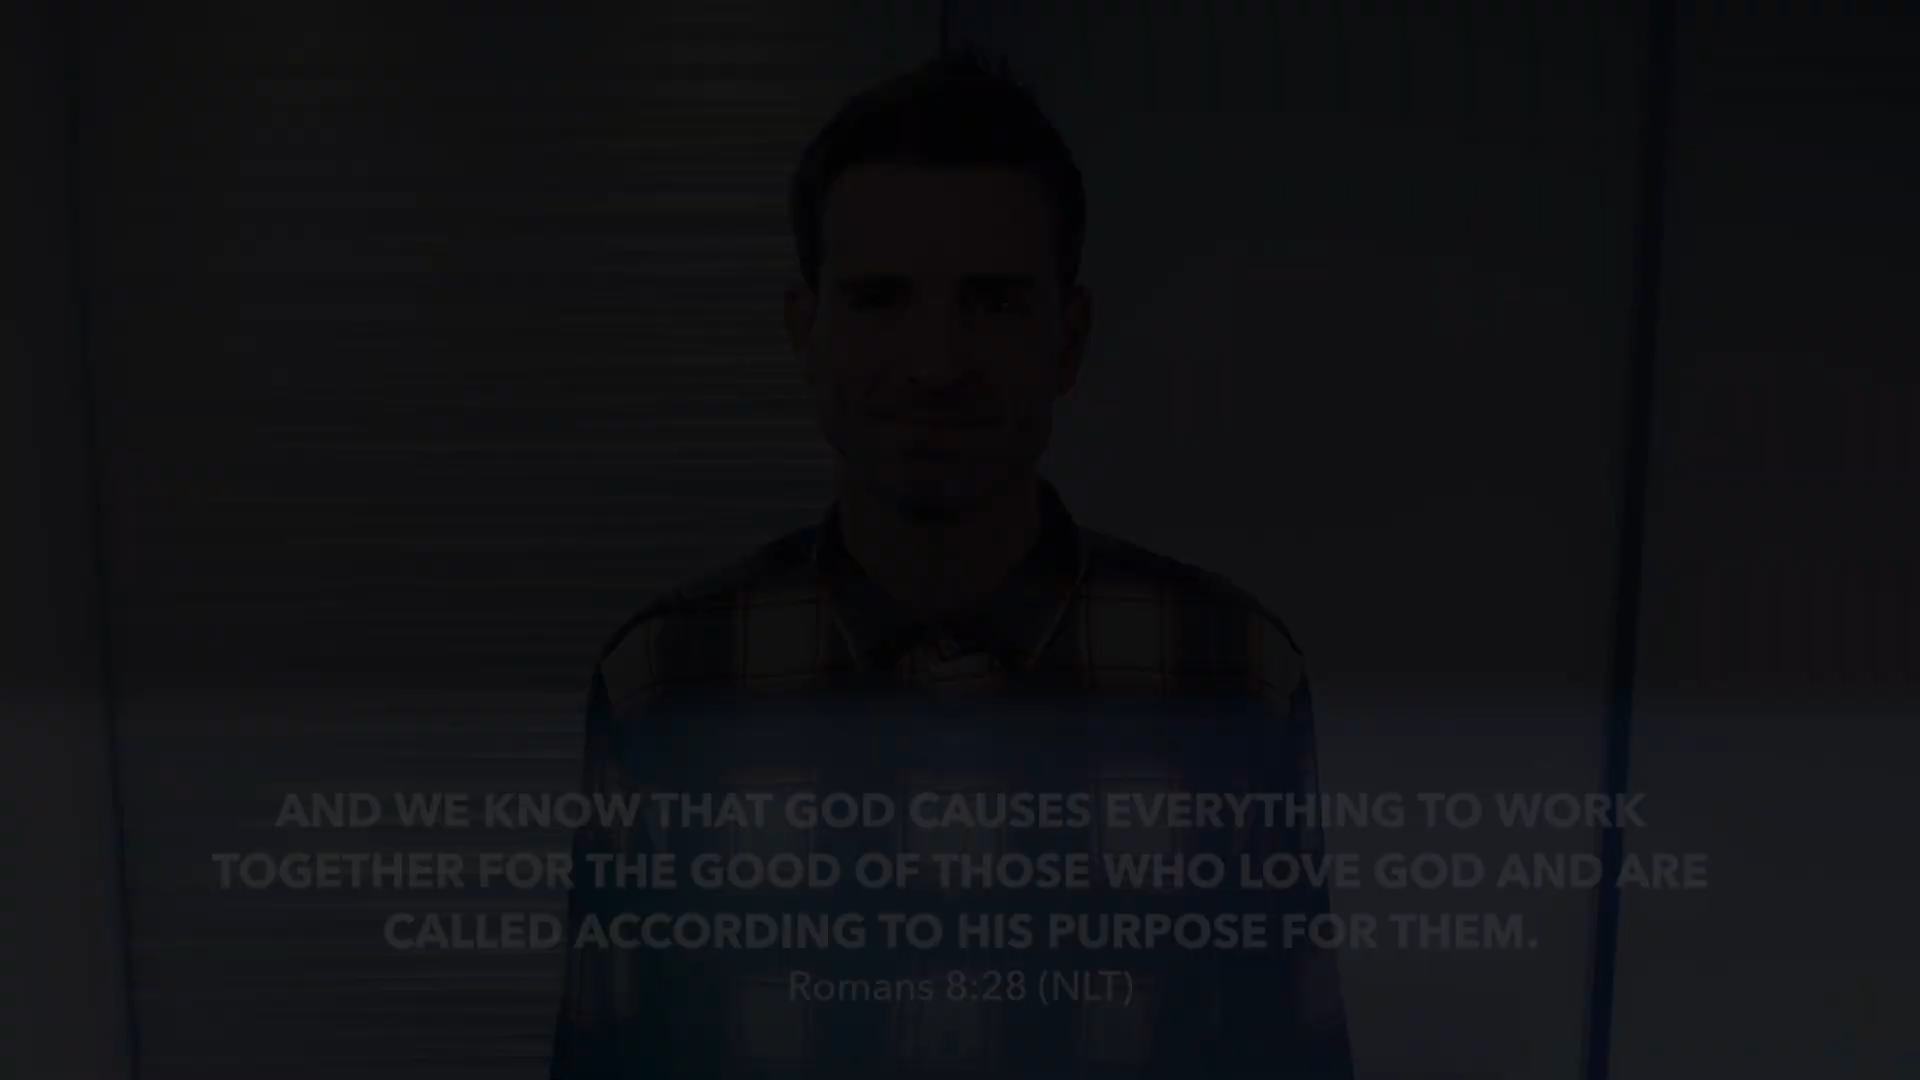 AND WE KNOW THAT GOD CAUSES EVERYTHING TO WORK
TOGETHER FOR THE GOOD OF THOSE WHO LOVE GOD AND ARE
CALLED ACCORDING TO HIS PURPOSE FOR THEM.
Romans 8:28 (NLT)